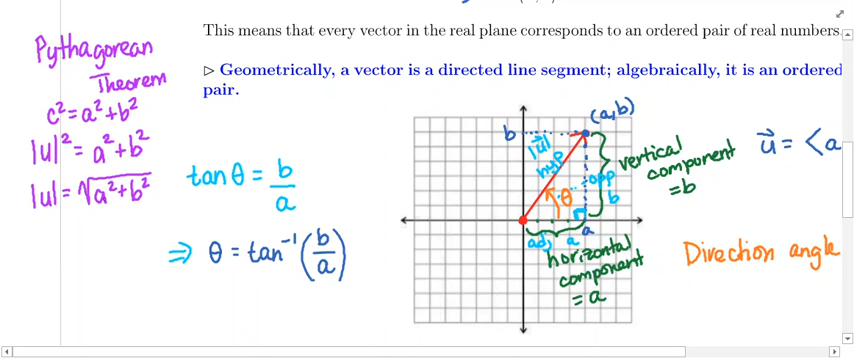 This means that every vector in the real plane corresponds to an ordered pair of real numbers.
▷ Geometrically, a vector is a directed line segment; algebraically, it is an ordered
pair.
Pythagorean
Theorem
c² = a² + b²
|u|² = a² + b²
|u| = √a² + b²
tan θ = b/a
⇒ θ = tan⁻¹(b/a)
(a,b)
b
|u⃗|
hyp
θ
opp
b
vertical
component
= b
a
adj a
horizontal
component
= a
u⃗ = <a
Direction angle